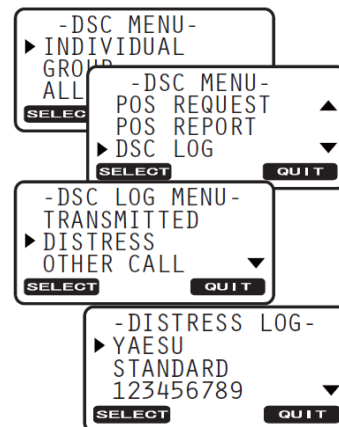 -DSC MENU-
INDIVIDUAL
GROUP
ALL
SELEC
-DSC MENU-
POS REQUEST
POS REPORT
DSC LOG
SELECT QUIT
-DSC LOG MENU-
TRANSMITTED
DISTRESS
OTHER CALL
SELECT QUIT
-DISTRESS LOG-
YAESU
STANDARD
123456789
SELECT QUIT